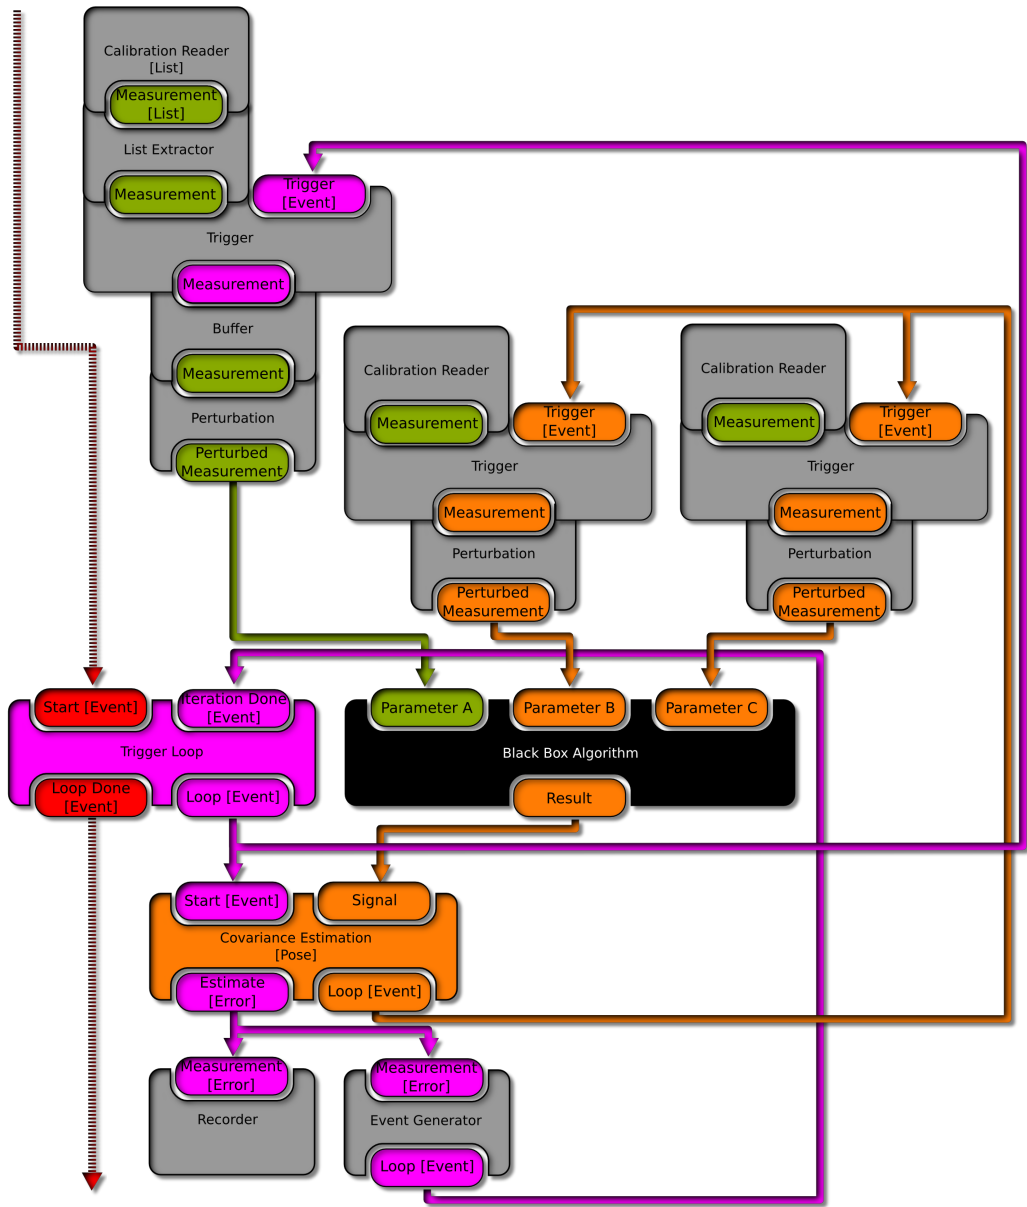 Calibration Reader
[List]
Measurement
[List]
List Extractor
Measurement
Trigger
[Event]
Trigger
Measurement
Buffer
Measurement
Perturbation
Perturbed
Measurement
Calibration Reader
Measurement
Trigger
[Event]
Trigger
Measurement
Perturbation
Perturbed
Measurement
Calibration Reader
Measurement
Trigger
[Event]
Trigger
Measurement
Perturbation
Perturbed
Measurement
Start [Event]
Iteration Done
[Event]
Trigger Loop
Loop Done
[Event]
Loop [Event]
Parameter A
Parameter B
Parameter C
Black Box Algorithm
Result
Start [Event]
Signal
Covariance Estimation
[Pose]
Estimate
[Error]
Loop [Event]
Measurement
[Error]
Recorder
Measurement
[Error]
Event Generator
Loop [Event]